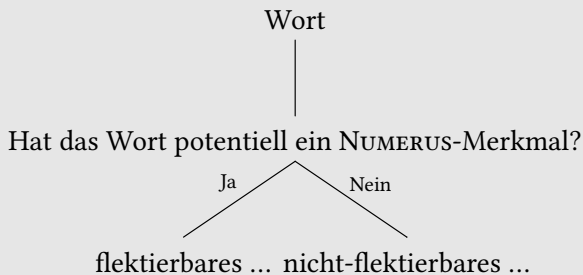 Wort
Hat das Wort potentiell ein Numerus-Merkmal?
Ja
Nein
flektierbares ...
nicht-flektierbares ...